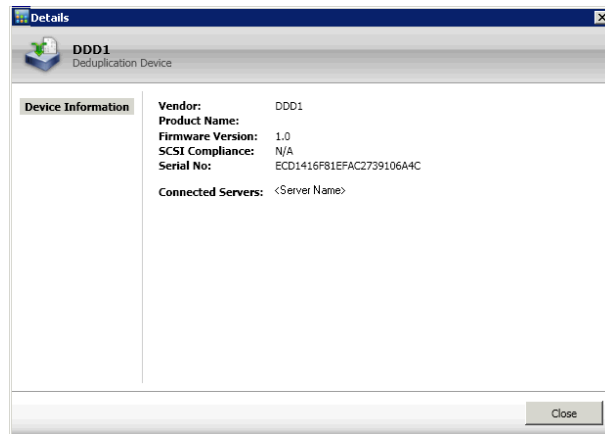 Details
DDD1
Deduplication Device
Device Information
Vendor: DDD1
Product Name:
Firmware Version: 1.0
SCSI Compliance: N/A
Serial No: ECD1416F81EFAC2739106A4C
Connected Servers: <Server Name>
Close